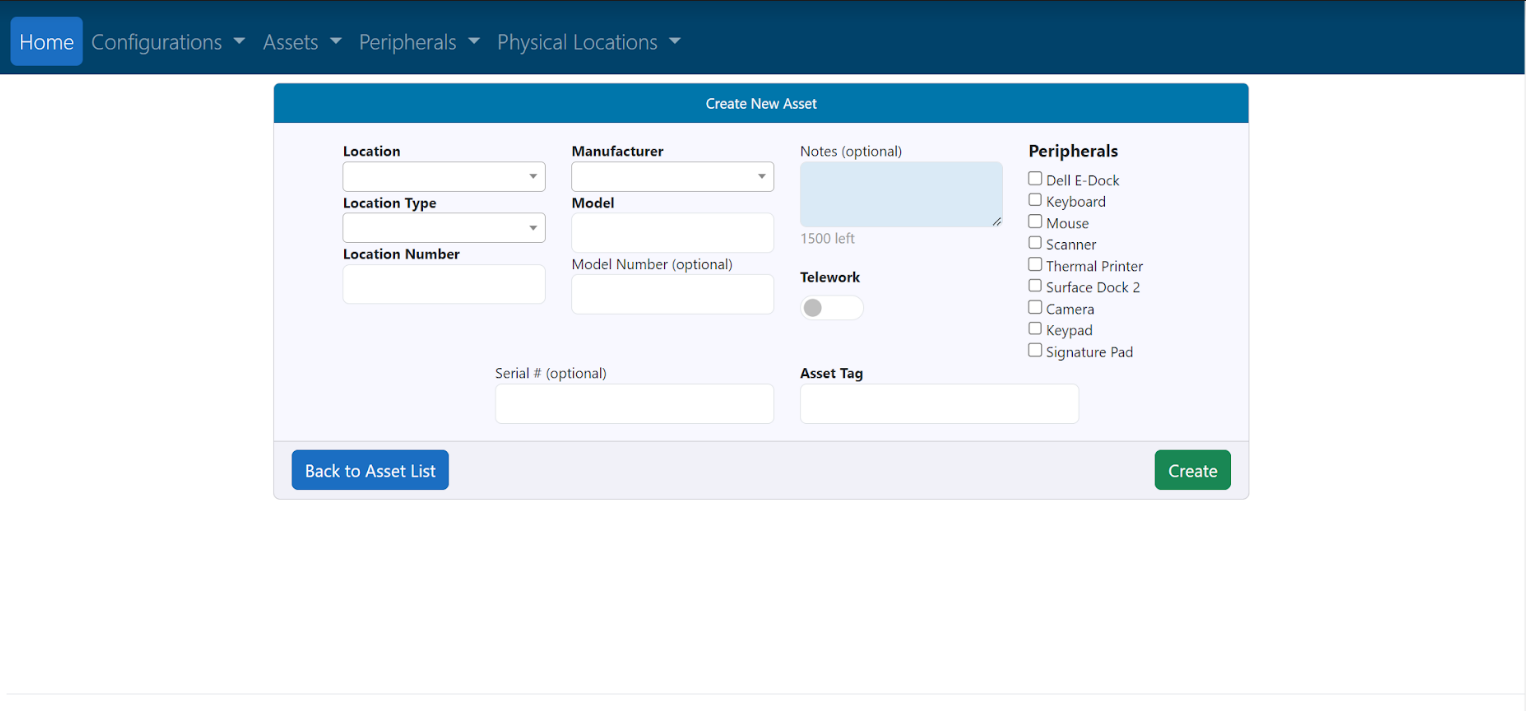 Home Configurations Assets Peripherals Physical Locations
Create New Asset
Location
Location Type
Location Number
Manufacturer
Model
Model Number (optional)
Notes (optional)
1500 left
Telework
Peripherals
Dell E-Dock
Keyboard
Mouse
Scanner
Thermal Printer
Surface Dock 2
Camera
Keypad
Signature Pad
Serial # (optional)
Asset Tag
Back to Asset List
Create